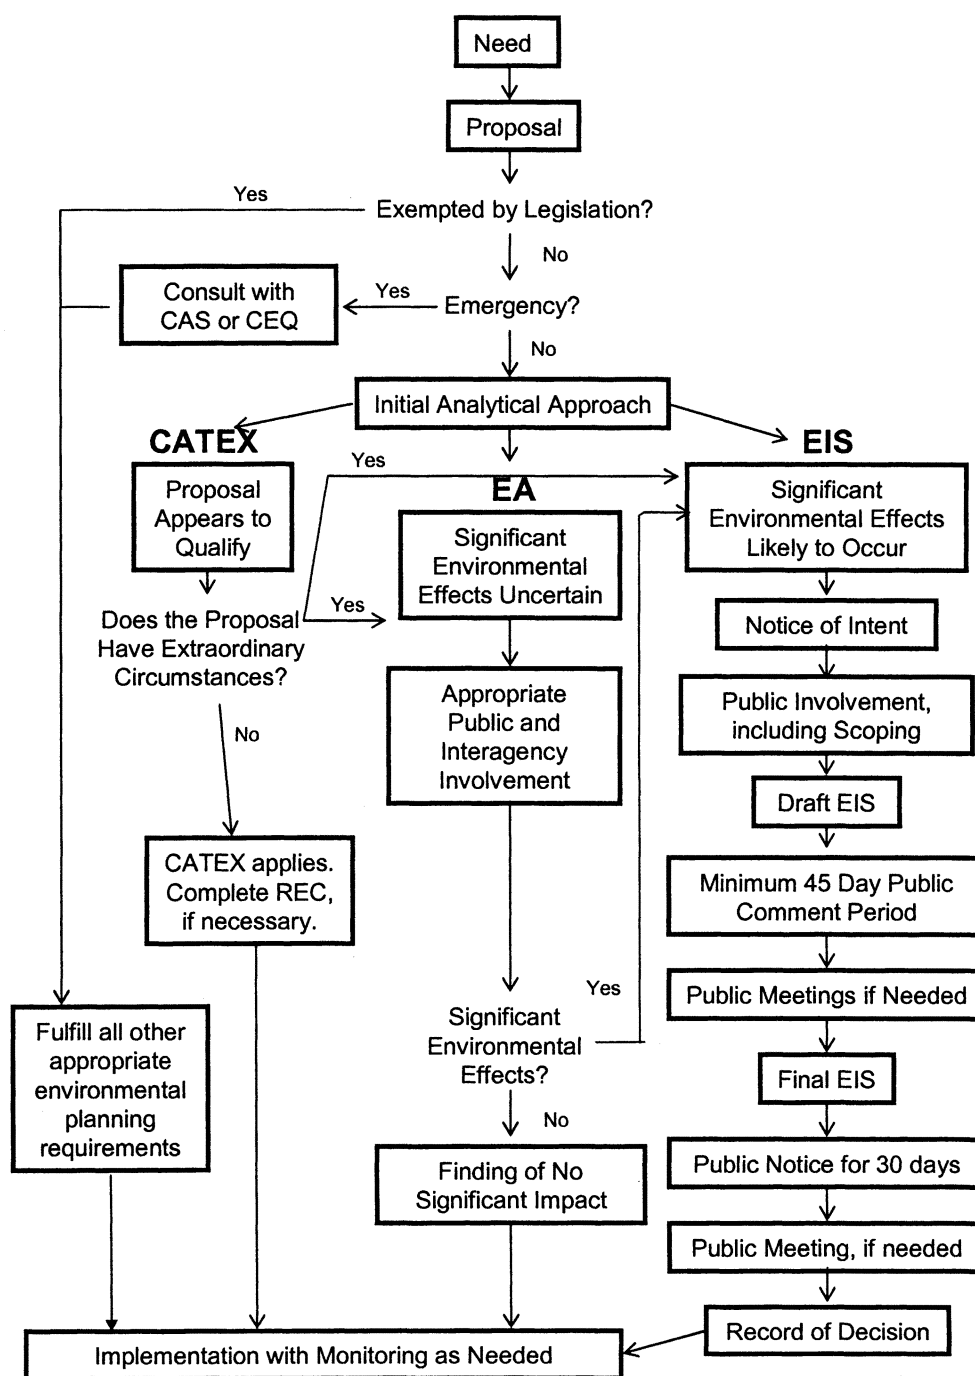 Need
Proposal
Yes
Exempted by Legislation?
No
Consult with
CAS or CEQ
Yes
Emergency?
No
Initial Analytical Approach
CATEX
EIS
Proposal
Appears to
Qualify
Yes
EA
Significant
Environmental
Effects Uncertain
Significant
Environmental Effects
Likely to Occur
Does the Proposal
Have Extraordinary
Circumstances?
Yes
Notice of Intent
Appropriate
Public and
Interagency
Involvement
Public Involvement,
including Scoping
No
Draft EIS
CATEX applies.
Complete REC,
if necessary.
Minimum 45 Day Public
Comment Period
Yes
Public Meetings if Needed
Fulfill all other
appropriate
environmental
planning
requirements
Significant
Environmental
Effects?
Final EIS
No
Finding of No
Significant Impact
Public Notice for 30 days
Public Meeting, if needed
Record of Decision
Implementation with Monitoring as Needed